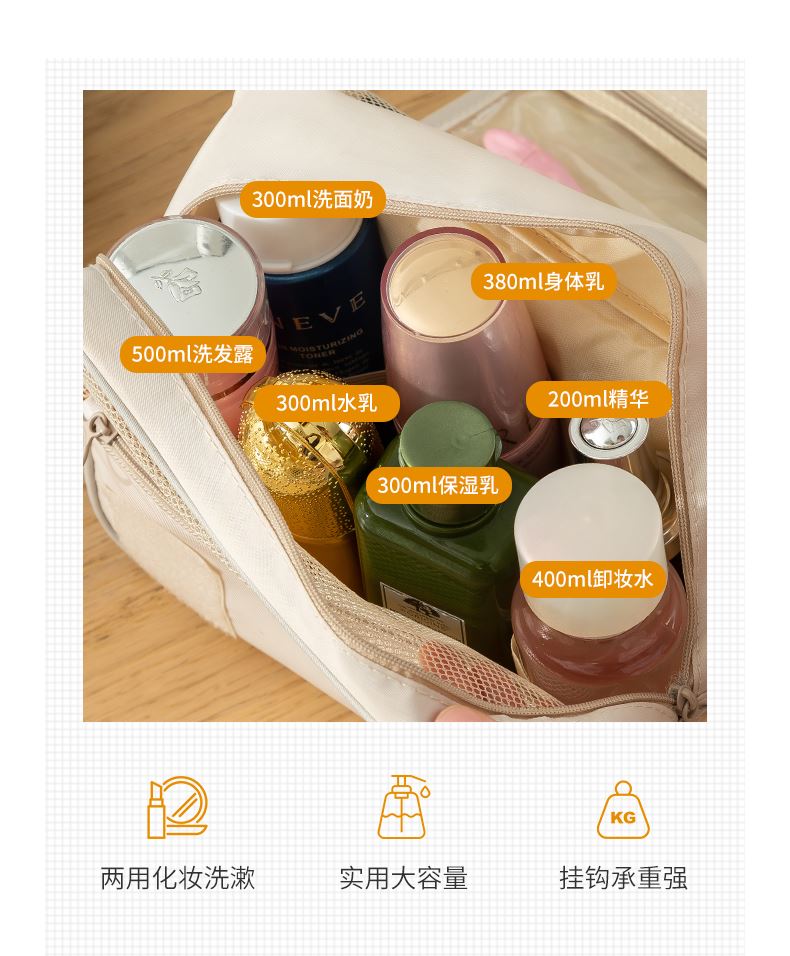 300ml洗面奶
380ml身体乳
NEVE
MOISTURIZING
TONER
500ml洗发露
300ml水乳
200ml精华
300ml保湿乳
400ml卸妆水
KG
两用化妆洗漱
实用大容量
挂钩承重强